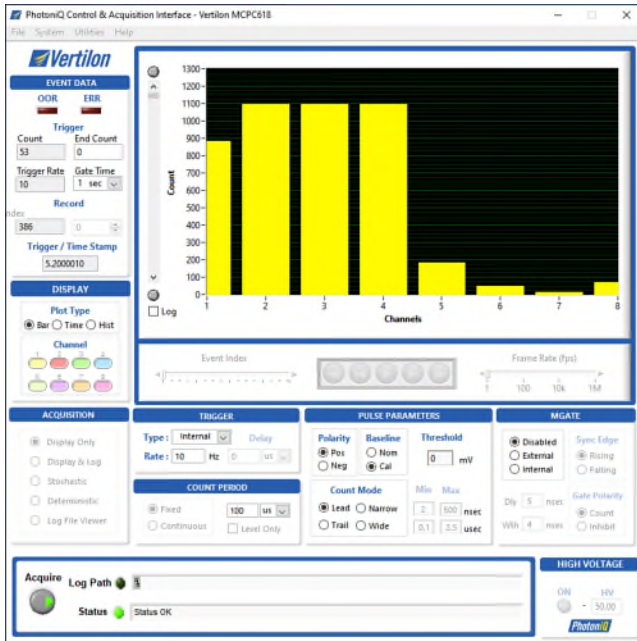 PhotoniQ Control & Acquisition Interface - Vertilon MCPC618
File System Utilities Help
Vertilon
EVENT DATA
OOR ERR
Trigger
Count End Count
53 0
Trigger Rate Gate Time
10 1 sec
Record
ndex
386 0
Trigger / Time Stamp
5.2000010
DISPLAY
Plot Type
Bar Time Hist
Channel
1 2 3 4
5 6 7 8
1300
1200
1100
1000
900
800
700
600
500
400
300
200
100
0
Count
1 2 3 4 5 6 7 8
Channels
Log
Event Index
Frame Rate (fps)
1 100 10k 1M
ACQUISITION
Display Only
Display & Log
Stochastic
Deterministic
Log File Viewer
TRIGGER
Type : Internal Delay
Rate : 10 Hz 0 us
COUNT PERIOD
Fixed 100 us
Continuous Level Only
PULSE PARAMETERS
Polarity Baseline Threshold
Pos Nom 0 mV
Neg Cal
Count Mode Min Max
Lead Narrow 2 500 nsec
Trail Wide 0.1 2.5 usec
MGATE
Disabled Sync Edge
External Rising
Internal Falling
Gate Polarity
Dly 5 nsec Count
Wth 4 nsec Inhibit
Acquire Log Path
Status Status OK
HIGH VOLTAGE
ON HV
50.00
PhotoniQ